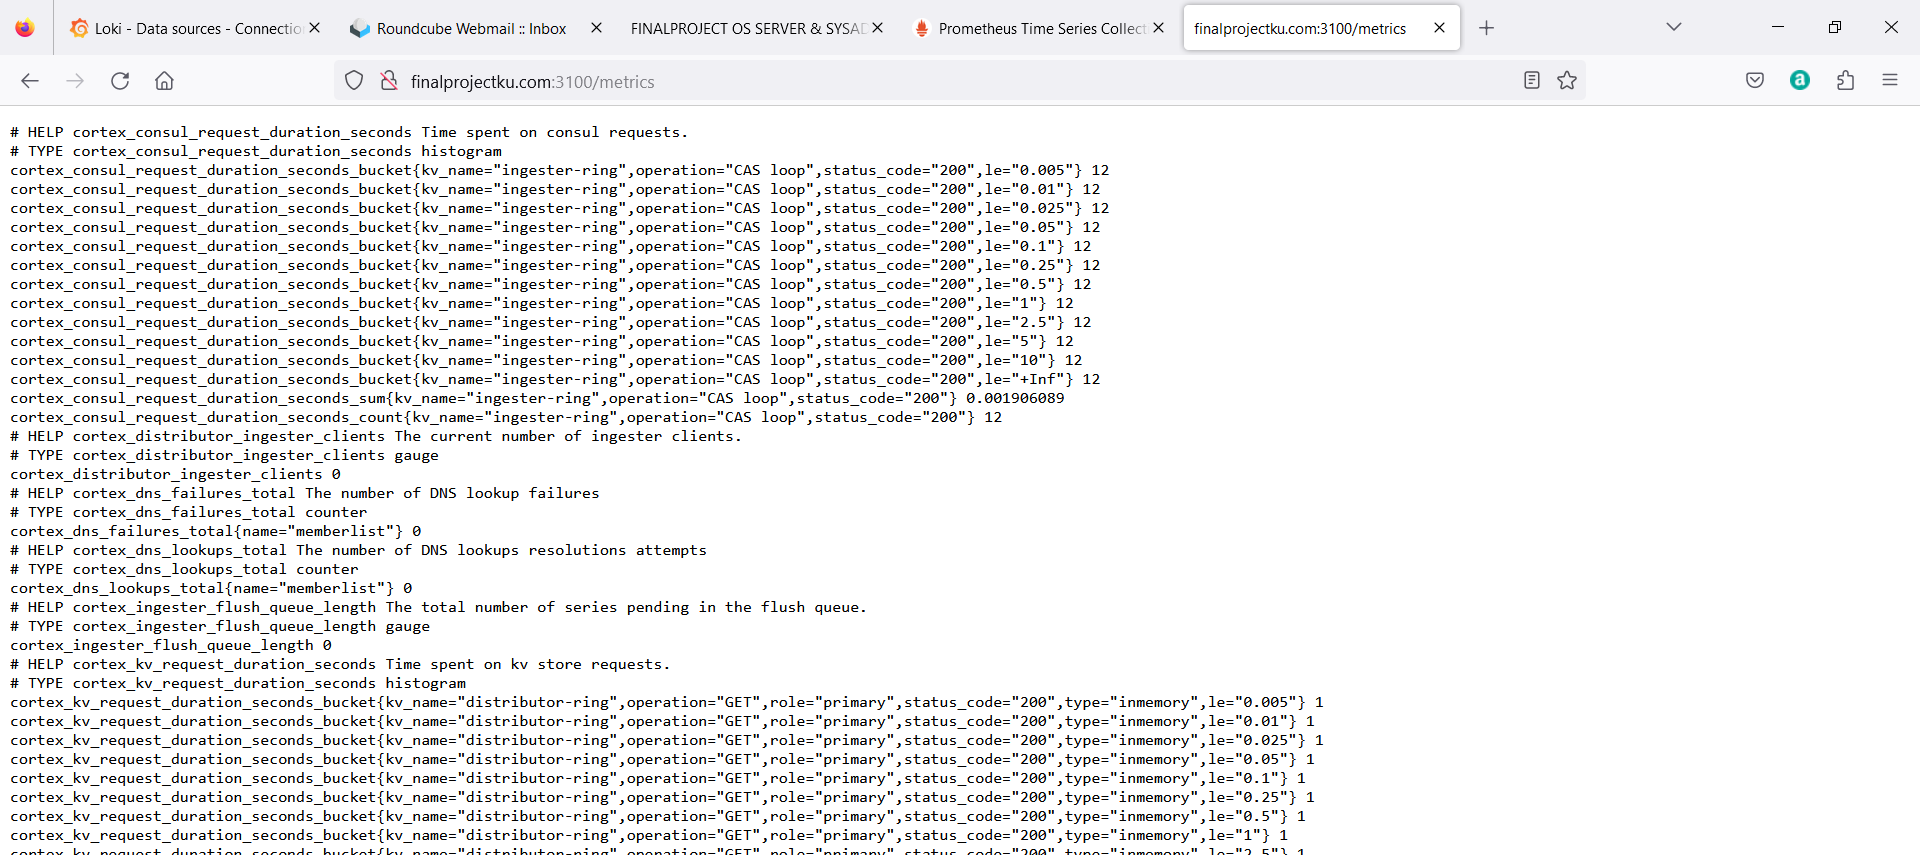 Loki - Data sources - Connectio
Roundcube Webmail :: Inbox
FINALPROJECT OS SERVER & SYSAD
Prometheus Time Series Collect
finalprojectku.com:3100/metrics
finalprojectku.com:3100/metrics
a
# HELP cortex_consul_request_duration_seconds Time spent on consul requests.
# TYPE cortex_consul_request_duration_seconds histogram
cortex_consul_request_duration_seconds_bucket{kv_name="ingester-ring",operation="CAS loop",status_code="200",le="0.005"} 12
cortex_consul_request_duration_seconds_bucket{kv_name="ingester-ring",operation="CAS loop",status_code="200",le="0.01"} 12
cortex_consul_request_duration_seconds_bucket{kv_name="ingester-ring",operation="CAS loop",status_code="200",le="0.025"} 12
cortex_consul_request_duration_seconds_bucket{kv_name="ingester-ring",operation="CAS loop",status_code="200",le="0.05"} 12
cortex_consul_request_duration_seconds_bucket{kv_name="ingester-ring",operation="CAS loop",status_code="200",le="0.1"} 12
cortex_consul_request_duration_seconds_bucket{kv_name="ingester-ring",operation="CAS loop",status_code="200",le="0.25"} 12
cortex_consul_request_duration_seconds_bucket{kv_name="ingester-ring",operation="CAS loop",status_code="200",le="0.5"} 12
cortex_consul_request_duration_seconds_bucket{kv_name="ingester-ring",operation="CAS loop",status_code="200",le="1"} 12
cortex_consul_request_duration_seconds_bucket{kv_name="ingester-ring",operation="CAS loop",status_code="200",le="2.5"} 12
cortex_consul_request_duration_seconds_bucket{kv_name="ingester-ring",operation="CAS loop",status_code="200",le="5"} 12
cortex_consul_request_duration_seconds_bucket{kv_name="ingester-ring",operation="CAS loop",status_code="200",le="10"} 12
cortex_consul_request_duration_seconds_bucket{kv_name="ingester-ring",operation="CAS loop",status_code="200",le="+Inf"} 12
cortex_consul_request_duration_seconds_sum{kv_name="ingester-ring",operation="CAS loop",status_code="200"} 0.001906089
cortex_consul_request_duration_seconds_count{kv_name="ingester-ring",operation="CAS loop",status_code="200"} 12
# HELP cortex_distributor_ingester_clients The current number of ingester clients.
# TYPE cortex_distributor_ingester_clients gauge
cortex_distributor_ingester_clients 0
# HELP cortex_dns_failures_total The number of DNS lookup failures
# TYPE cortex_dns_failures_total counter
cortex_dns_failures_total{name="memberlist"} 0
# HELP cortex_dns_lookups_total The number of DNS lookups resolutions attempts
# TYPE cortex_dns_lookups_total counter
cortex_dns_lookups_total{name="memberlist"} 0
# HELP cortex_ingester_flush_queue_length The total number of series pending in the flush queue.
# TYPE cortex_ingester_flush_queue_length gauge
cortex_ingester_flush_queue_length 0
# HELP cortex_kv_request_duration_seconds Time spent on kv store requests.
# TYPE cortex_kv_request_duration_seconds histogram
cortex_kv_request_duration_seconds_bucket{kv_name="distributor-ring",operation="GET",role="primary",status_code="200",type="inmemory",le="0.005"} 1
cortex_kv_request_duration_seconds_bucket{kv_name="distributor-ring",operation="GET",role="primary",status_code="200",type="inmemory",le="0.01"} 1
cortex_kv_request_duration_seconds_bucket{kv_name="distributor-ring",operation="GET",role="primary",status_code="200",type="inmemory",le="0.025"} 1
cortex_kv_request_duration_seconds_bucket{kv_name="distributor-ring",operation="GET",role="primary",status_code="200",type="inmemory",le="0.05"} 1
cortex_kv_request_duration_seconds_bucket{kv_name="distributor-ring",operation="GET",role="primary",status_code="200",type="inmemory",le="0.1"} 1
cortex_kv_request_duration_seconds_bucket{kv_name="distributor-ring",operation="GET",role="primary",status_code="200",type="inmemory",le="0.25"} 1
cortex_kv_request_duration_seconds_bucket{kv_name="distributor-ring",operation="GET",role="primary",status_code="200",type="inmemory",le="0.5"} 1
cortex_kv_request_duration_seconds_bucket{kv_name="distributor-ring",operation="GET",role="primary",status_code="200",type="inmemory",le="1"} 1
cortex_kv_request_duration_seconds_bucket{kv_name="distributor-ring",operation="GET",role="primary",status_code="200",type="inmemory",le="2.5"} 1